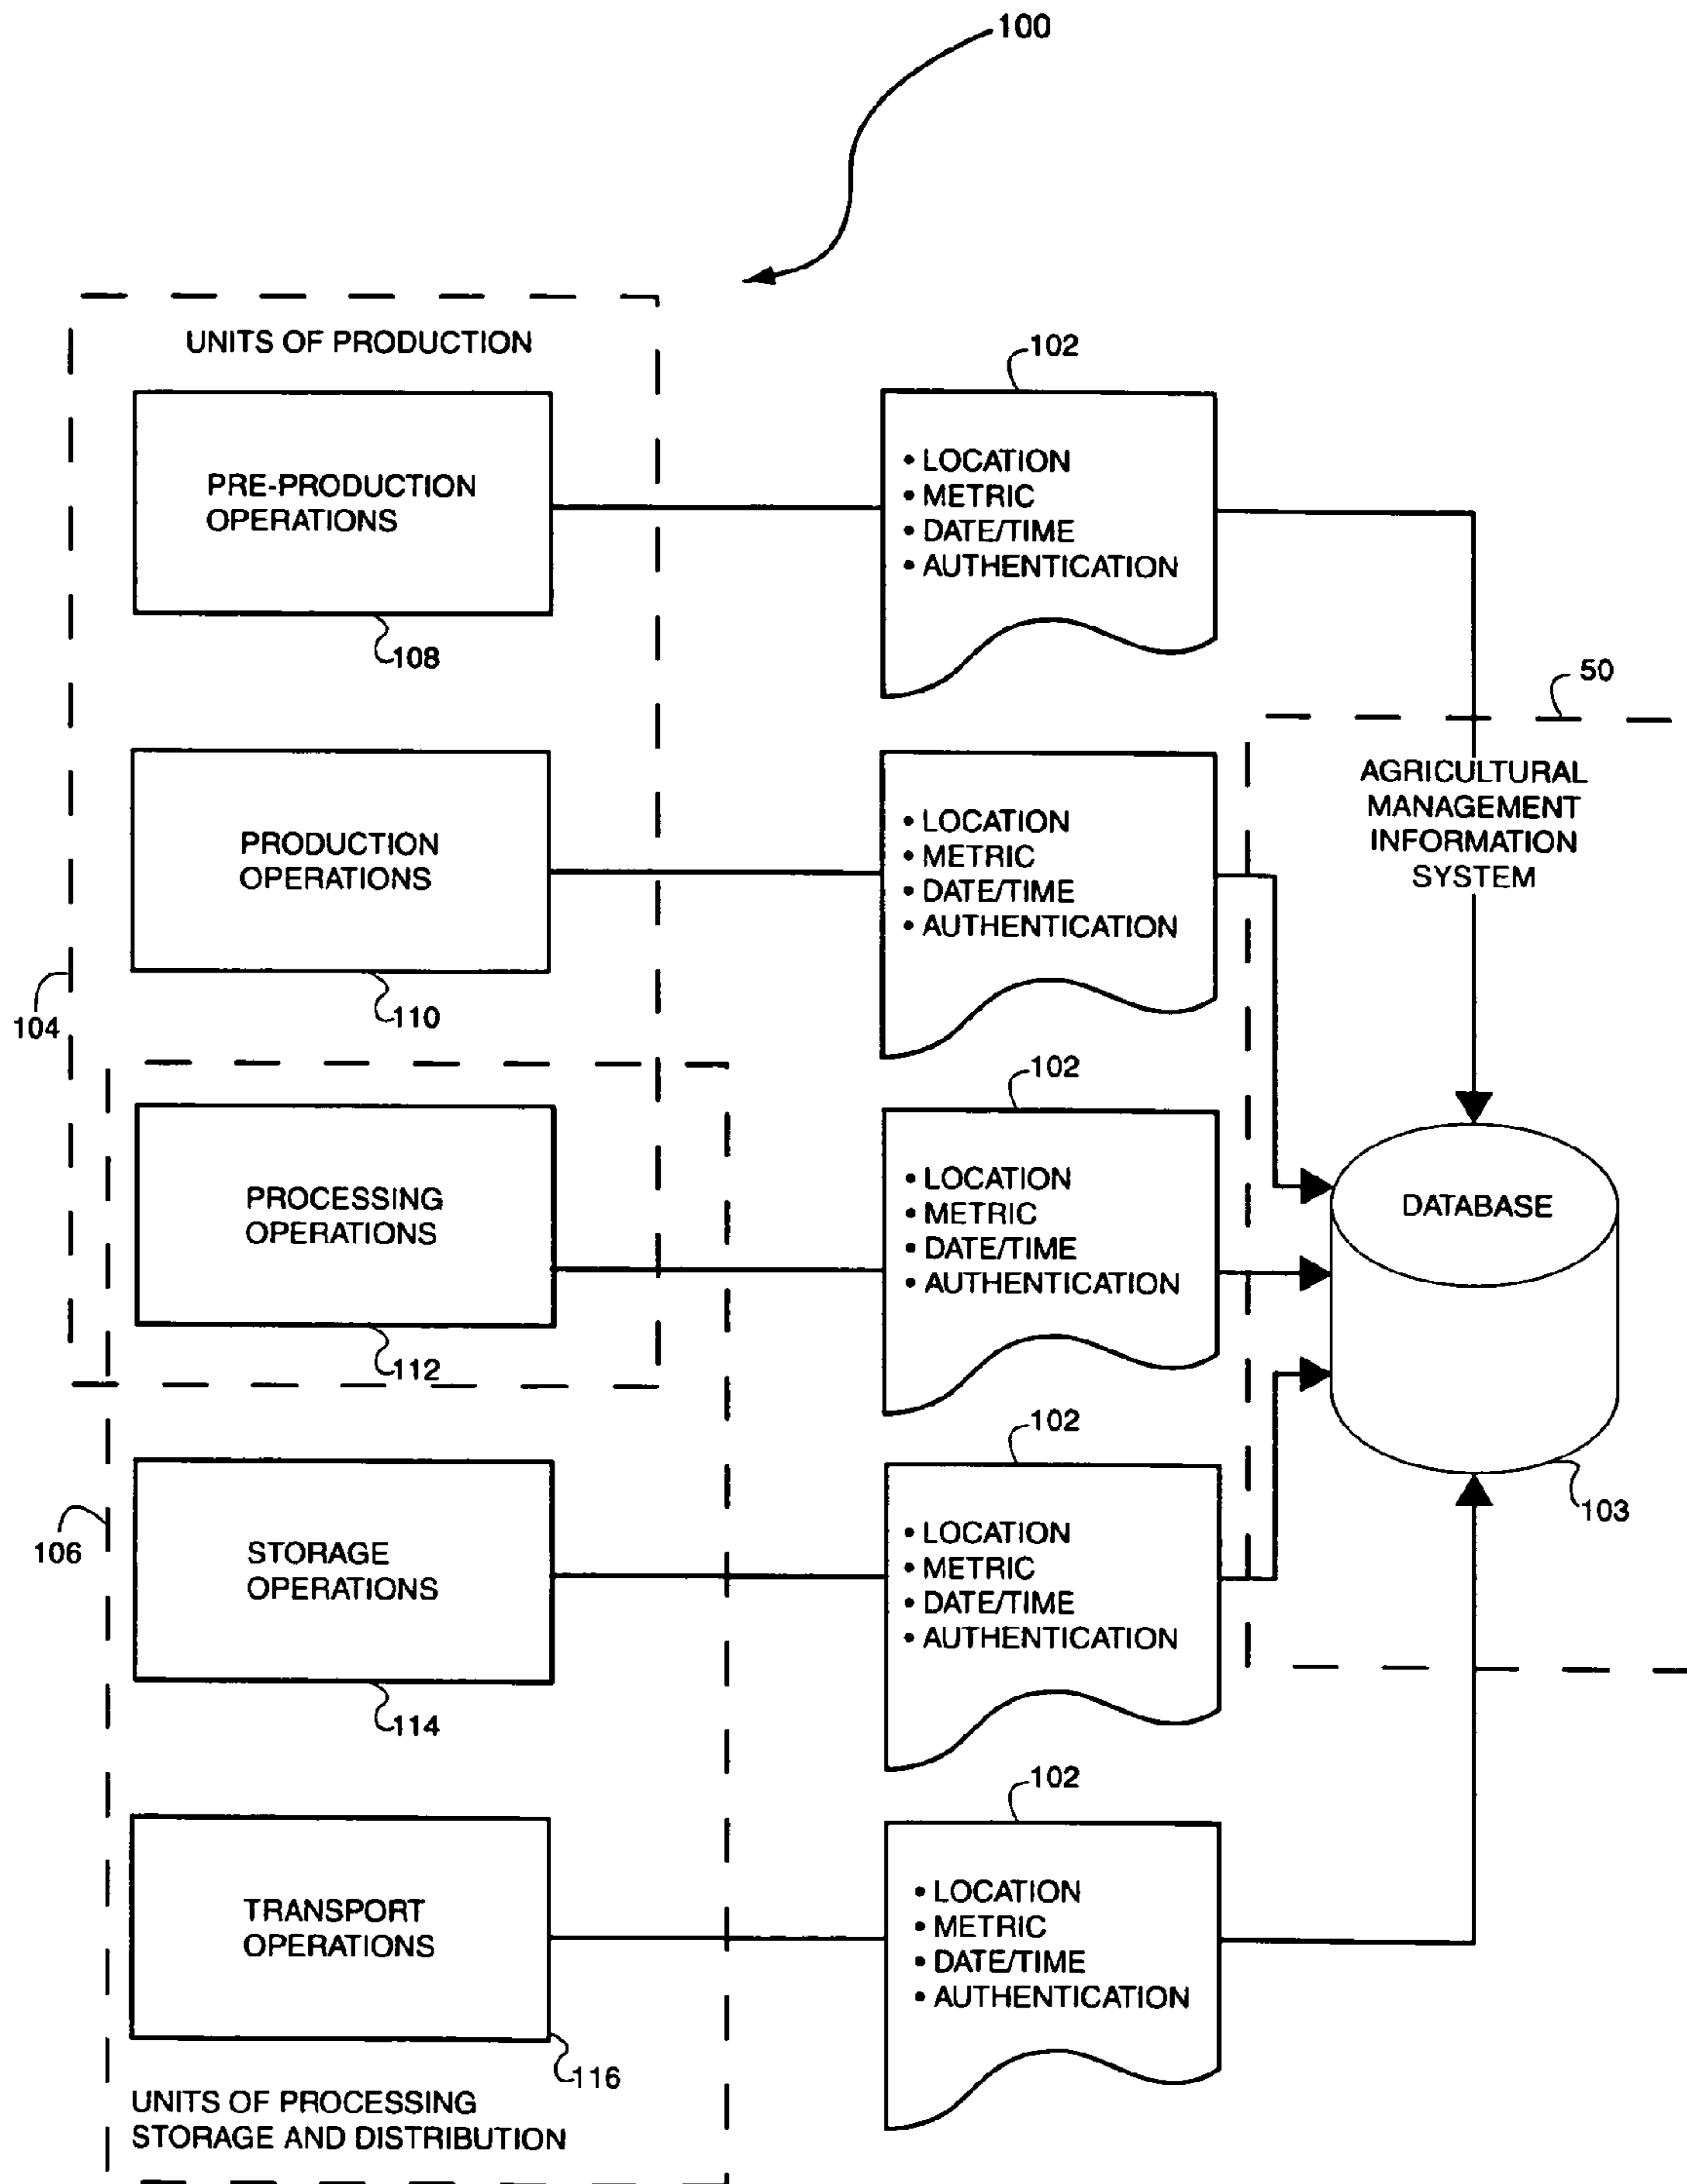 100
UNITS OF PRODUCTION
PRE-PRODUCTION
OPERATIONS
108
102
• LOCATION
• METRIC
• DATE/TIME
• AUTHENTICATION
50
AGRICULTURAL
MANAGEMENT
INFORMATION
SYSTEM
PRODUCTION
OPERATIONS
110
104
• LOCATION
• METRIC
• DATE/TIME
• AUTHENTICATION
PROCESSING
OPERATIONS
112
102
• LOCATION
• METRIC
• DATE/TIME
• AUTHENTICATION
DATABASE
103
106
STORAGE
OPERATIONS
114
102
• LOCATION
• METRIC
• DATE/TIME
• AUTHENTICATION
TRANSPORT
OPERATIONS
116
102
• LOCATION
• METRIC
• DATE/TIME
• AUTHENTICATION
UNITS OF PROCESSING
STORAGE AND DISTRIBUTION